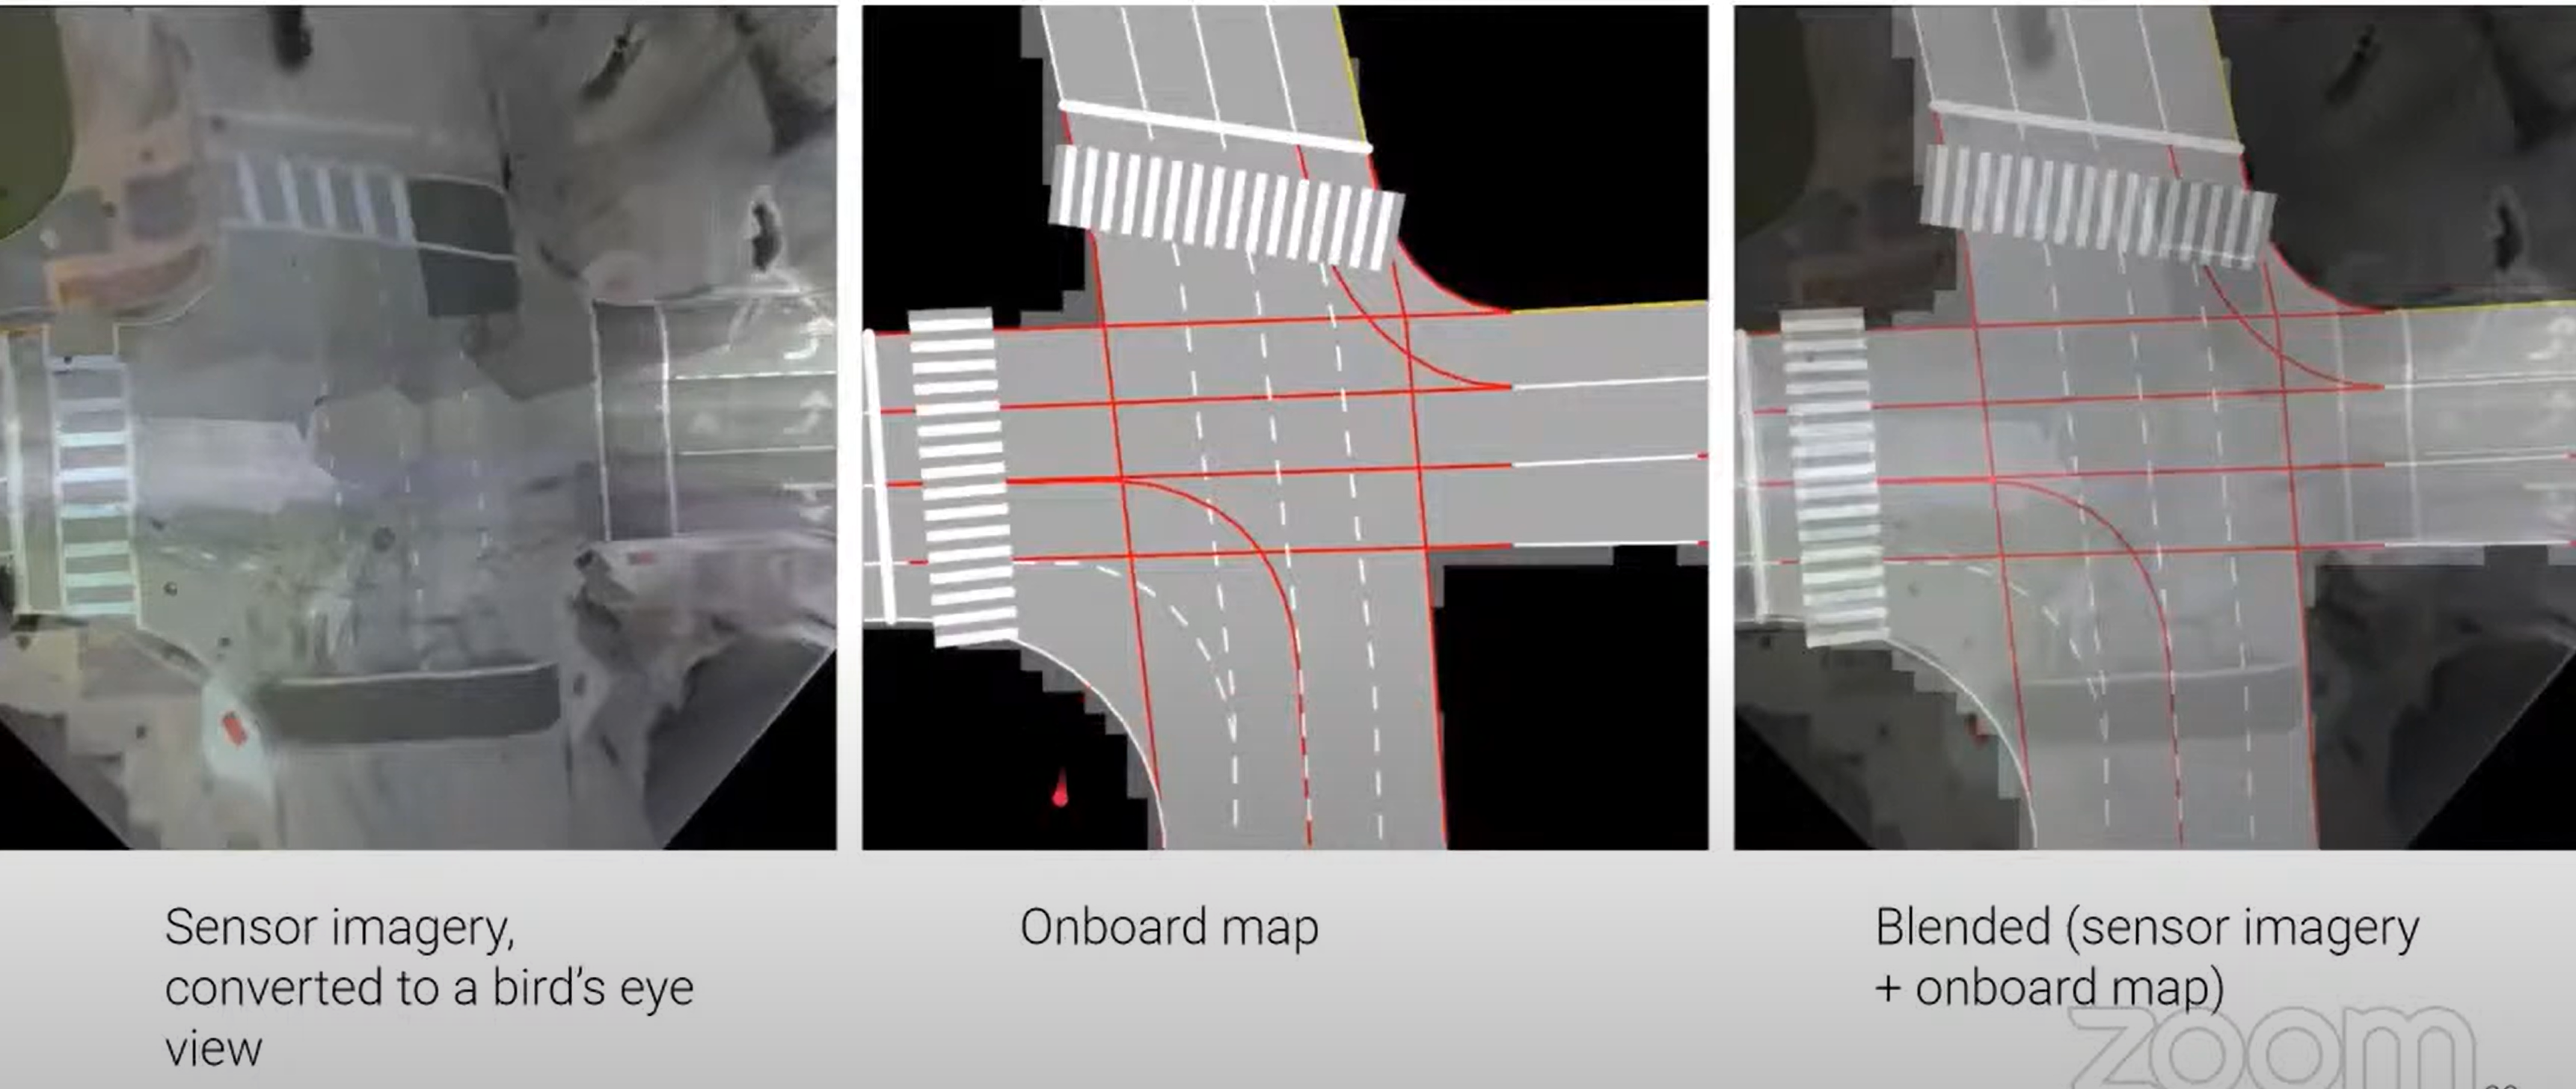 Sensor imagery,
converted to a bird's eye
view
Onboard map
Blended (sensor imagery
+ onboard map)
zoom